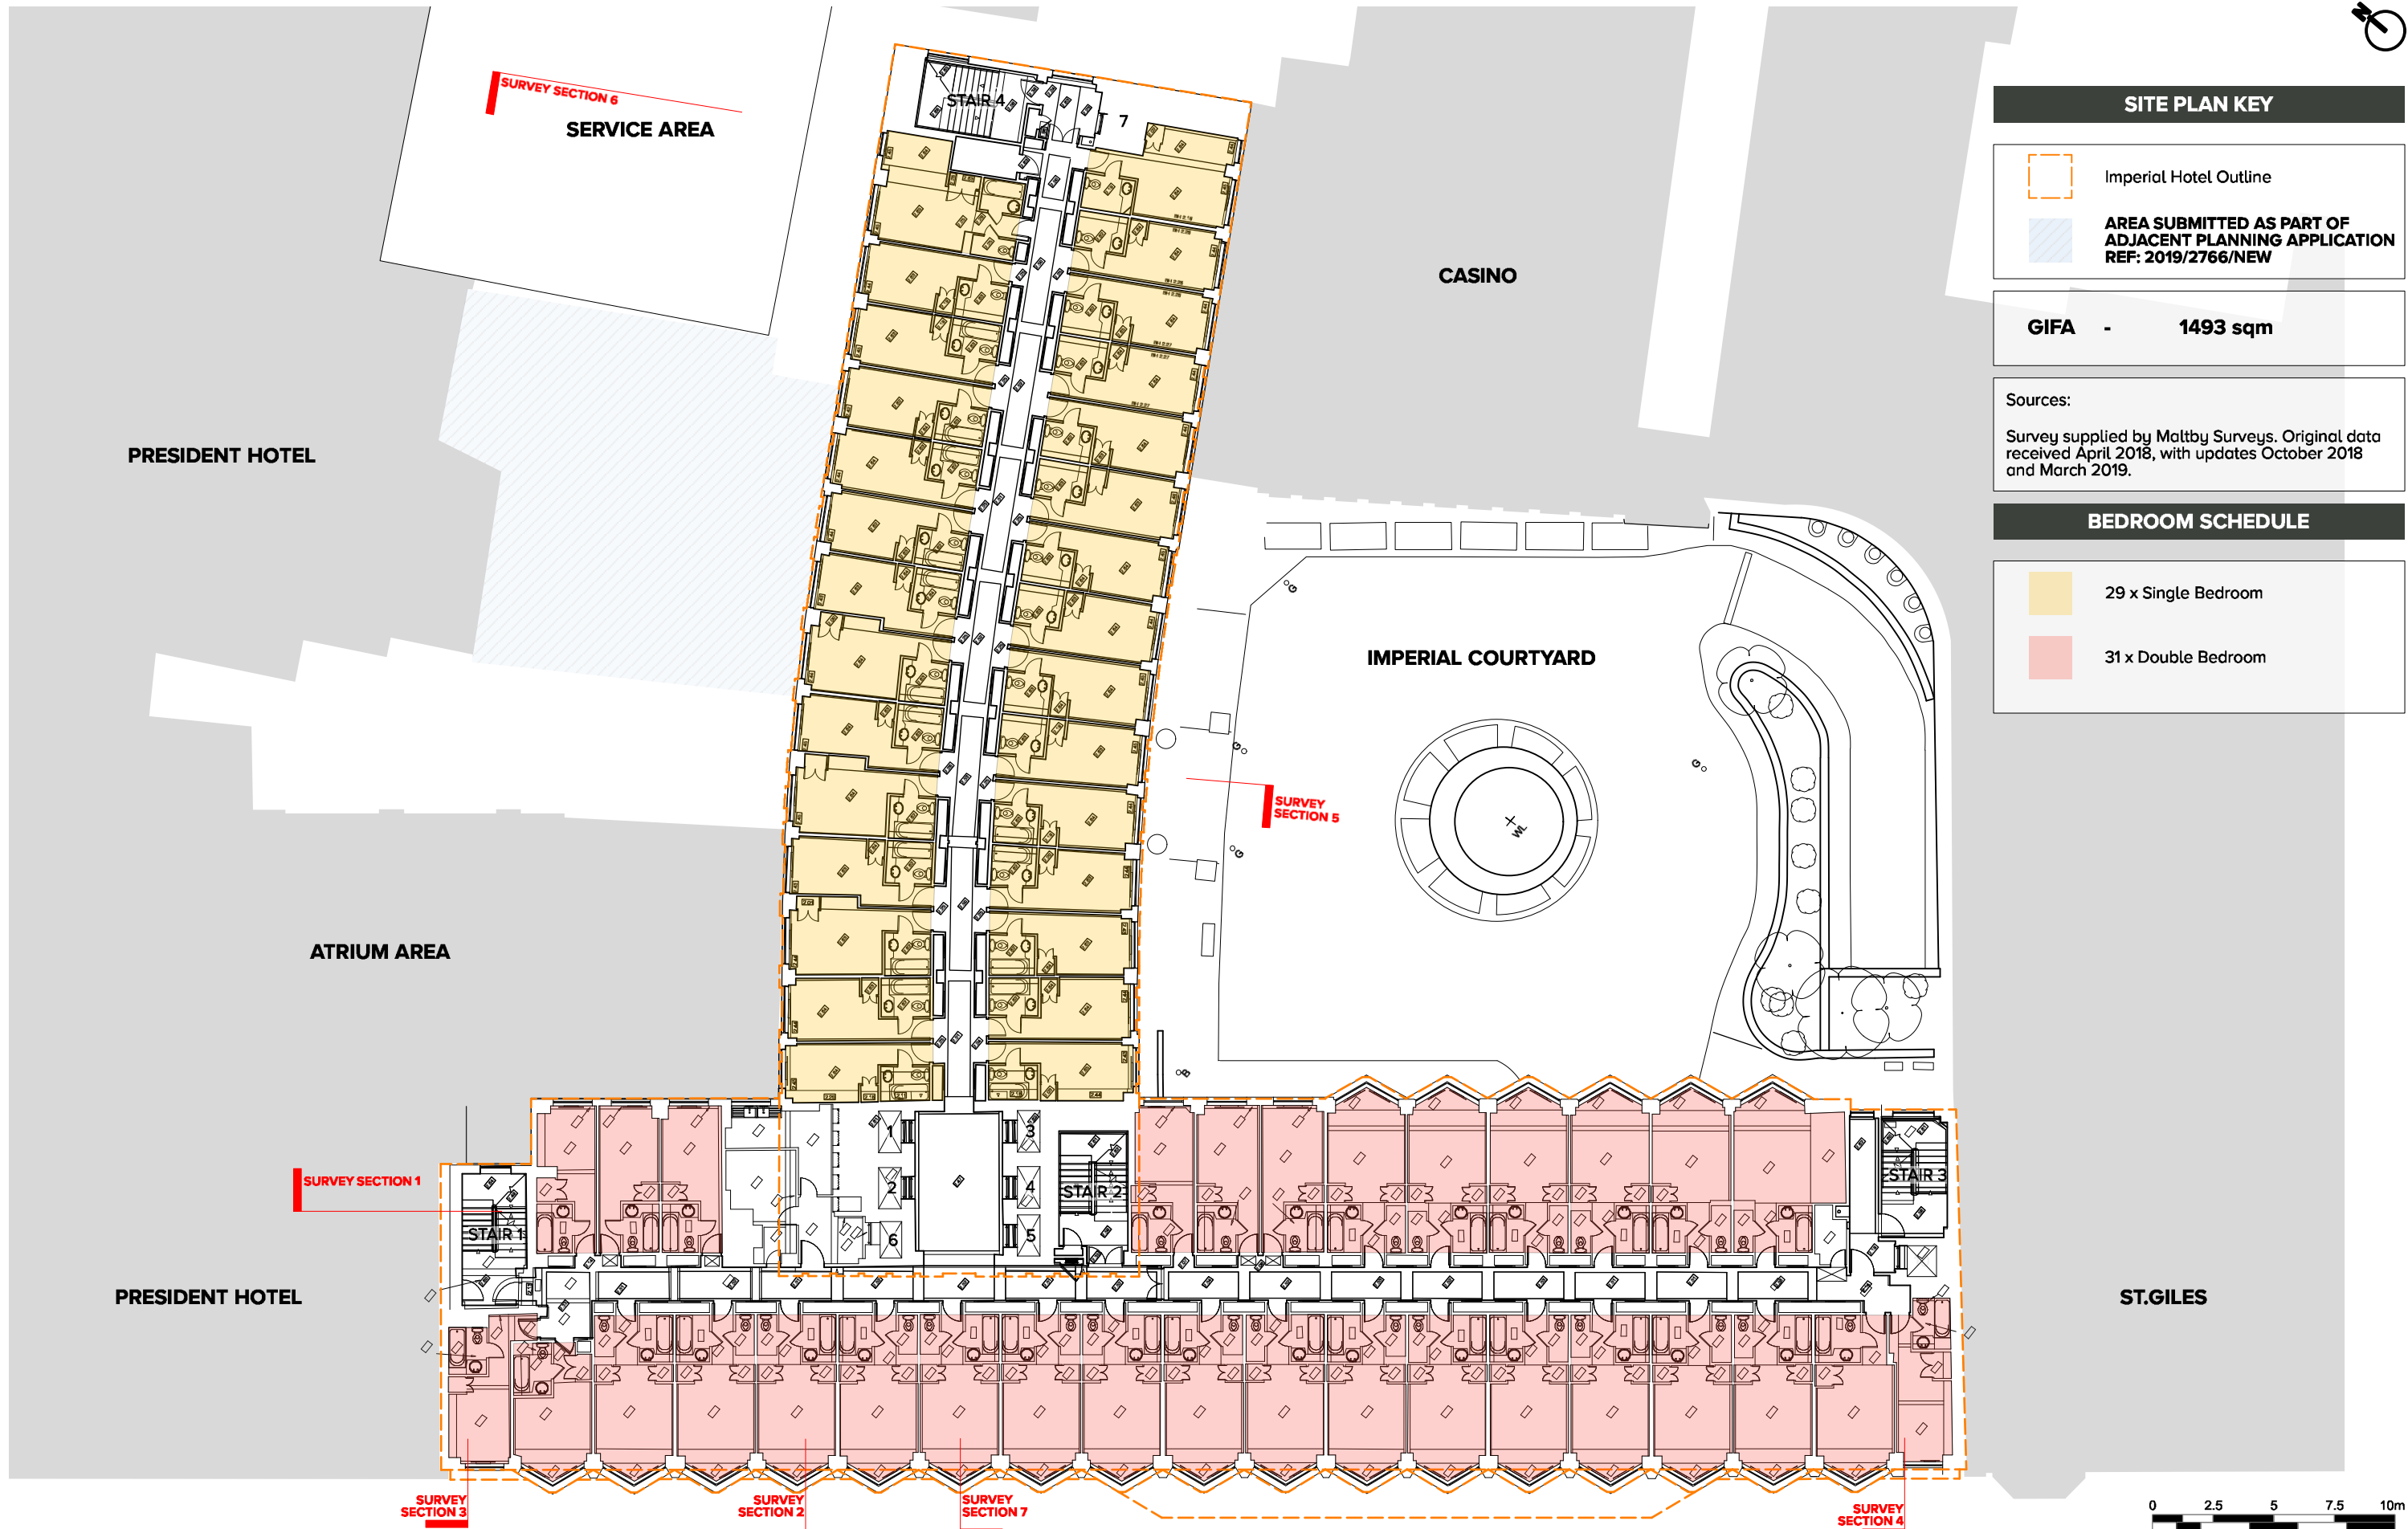 N
SURVEY SECTION 6
SERVICE AREA
STAIR 4
7
CASINO
PRESIDENT HOTEL
IMPERIAL COURTYARD
G
G
G
G
WL
B
SURVEY
SECTION 5
ATRIUM AREA
SURVEY SECTION 1
STAIR 1
1
2
6
3
4
5
STAIR 2
STAIR 3
PRESIDENT HOTEL
ST.GILES
SURVEY
SECTION 3
SURVEY
SECTION 2
SURVEY
SECTION 7
SURVEY
SECTION 4
SITE PLAN KEY
Imperial Hotel Outline
AREA SUBMITTED AS PART OF
ADJACENT PLANNING APPLICATION
REF: 2019/2766/NEW
GIFA - 1493 sqm
Sources:
Survey supplied by Maltby Surveys. Original data
received April 2018, with updates October 2018
and March 2019.
BEDROOM SCHEDULE
29 x Single Bedroom
31 x Double Bedroom
0 2.5 5 7.5 10m